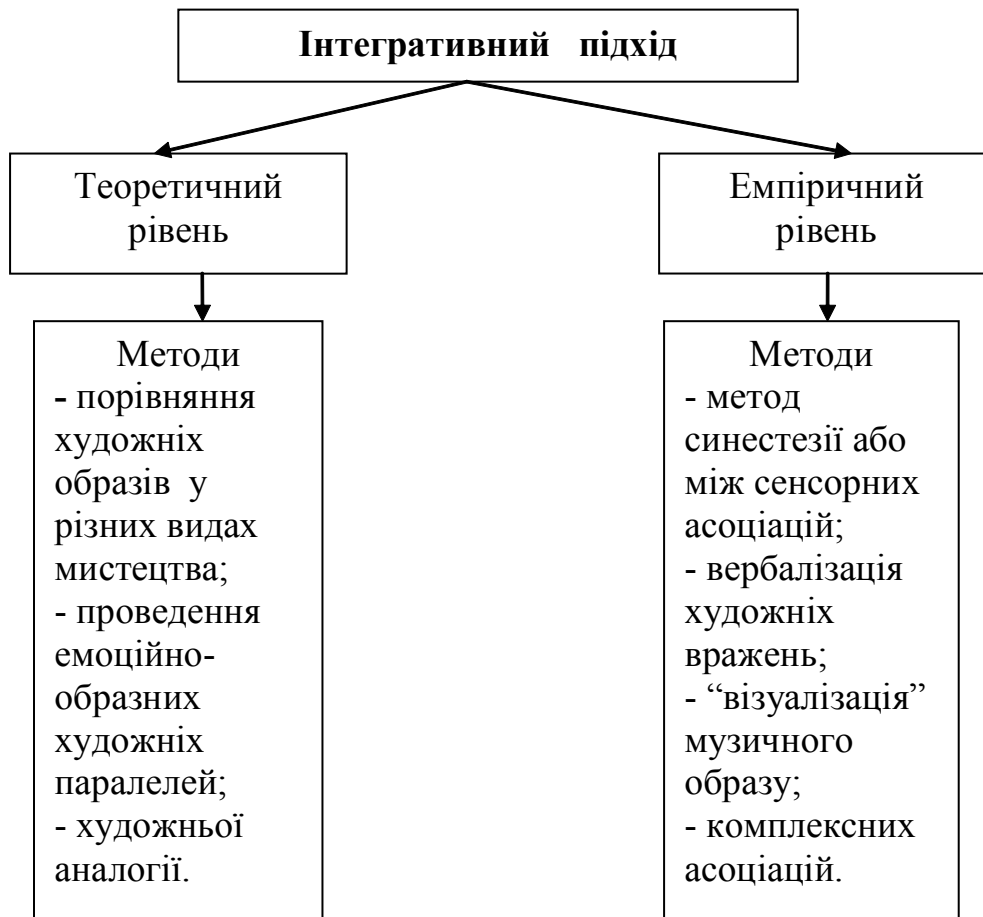 Інтегративний підхід
Теоретичний
рівень
Емпіричний
рівень
Методи
- порівняння
художніх
образів у
різних видах
мистецтва;
- проведення
емоційно-
образних
художніх
паралелей;
- художньої
аналогії.
Методи
- метод
синестезії або
між сенсорних
асоціацій;
- вербалізація
художніх
вражень;
- “візуалізація”
музичного
образу;
- комплексних
асоціацій.